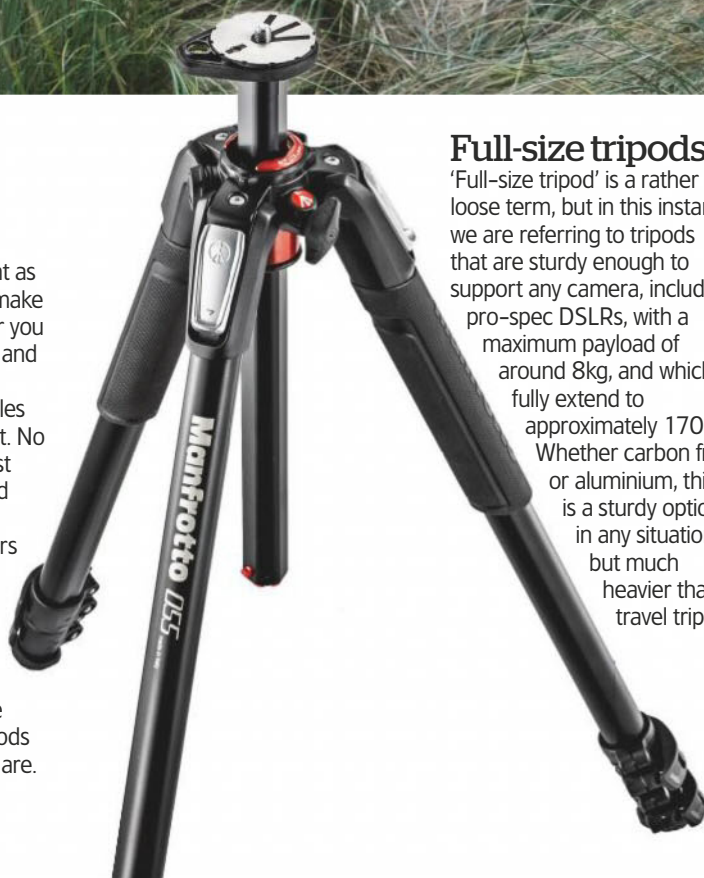 Full-size tripods
'Full-size tripod' is a rather
loose term, but in this instan
we are referring to tripods
that are sturdy enough to
support any camera, includ
pro-spec DSLRs, with a
maximum payload of
around 8kg, and which
fully extend to
approximately 170
Whether carbon fi
or aluminium, thi
is a sturdy optio
in any situatio
but much
heavier tha
travel trip
as
make
you
and
les
t. No
st
d
rs
e
ods
are.
Manfrotto 055